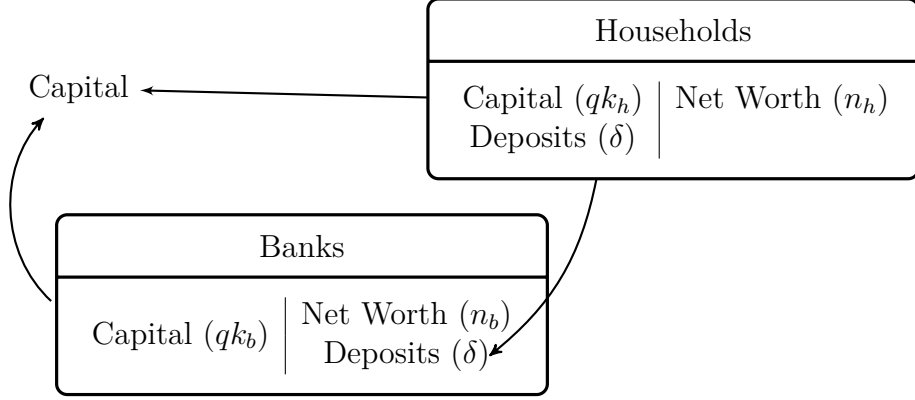 Households
Capital
Capital (qk_h) Net Worth (n_h)
Deposits (δ)
Banks
Capital (qk_b) Net Worth (n_b)
Deposits (δ)